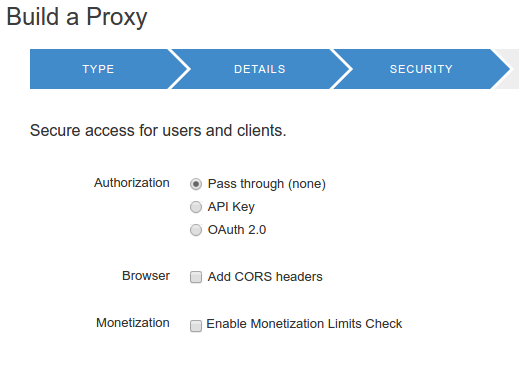 Build a Proxy
TYPE DETAILS SECURITY
Secure access for users and clients.
Authorization Pass through (none)
API Key
OAuth 2.0
Browser Add CORS headers
Monetization Enable Monetization Limits Check